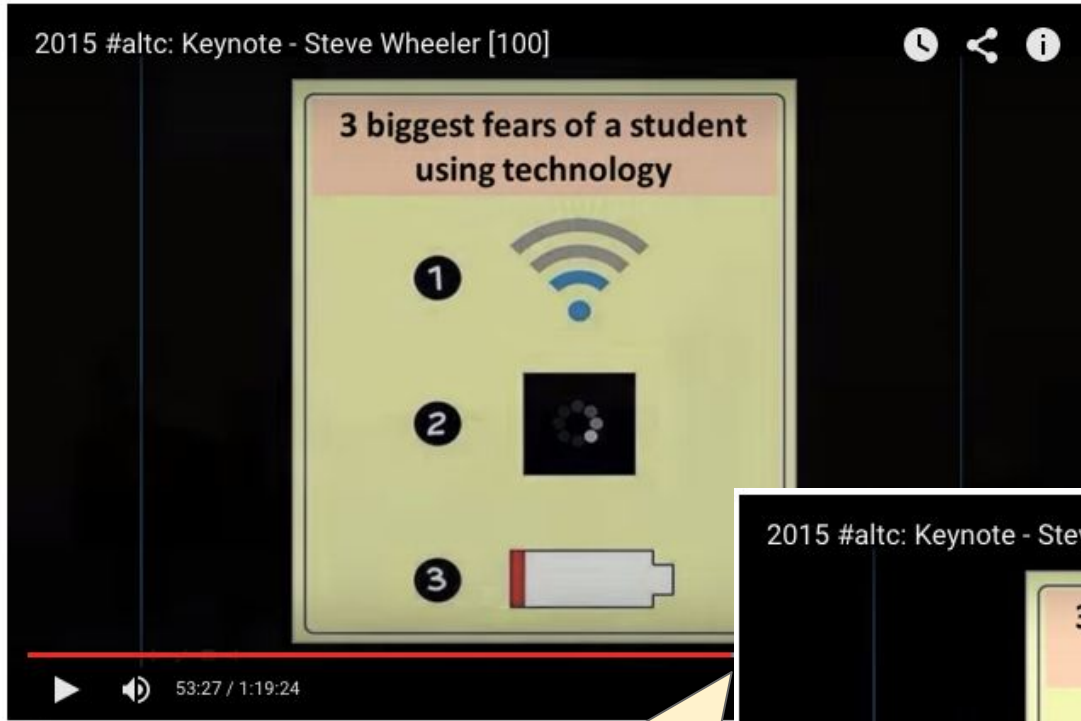 2015 #altc: Keynote - Steve Wheeler [100]
3 biggest fears of a student
using technology
1
2
3
53:27 / 1:19:24
2015 #altc: Keynote - Ste
3